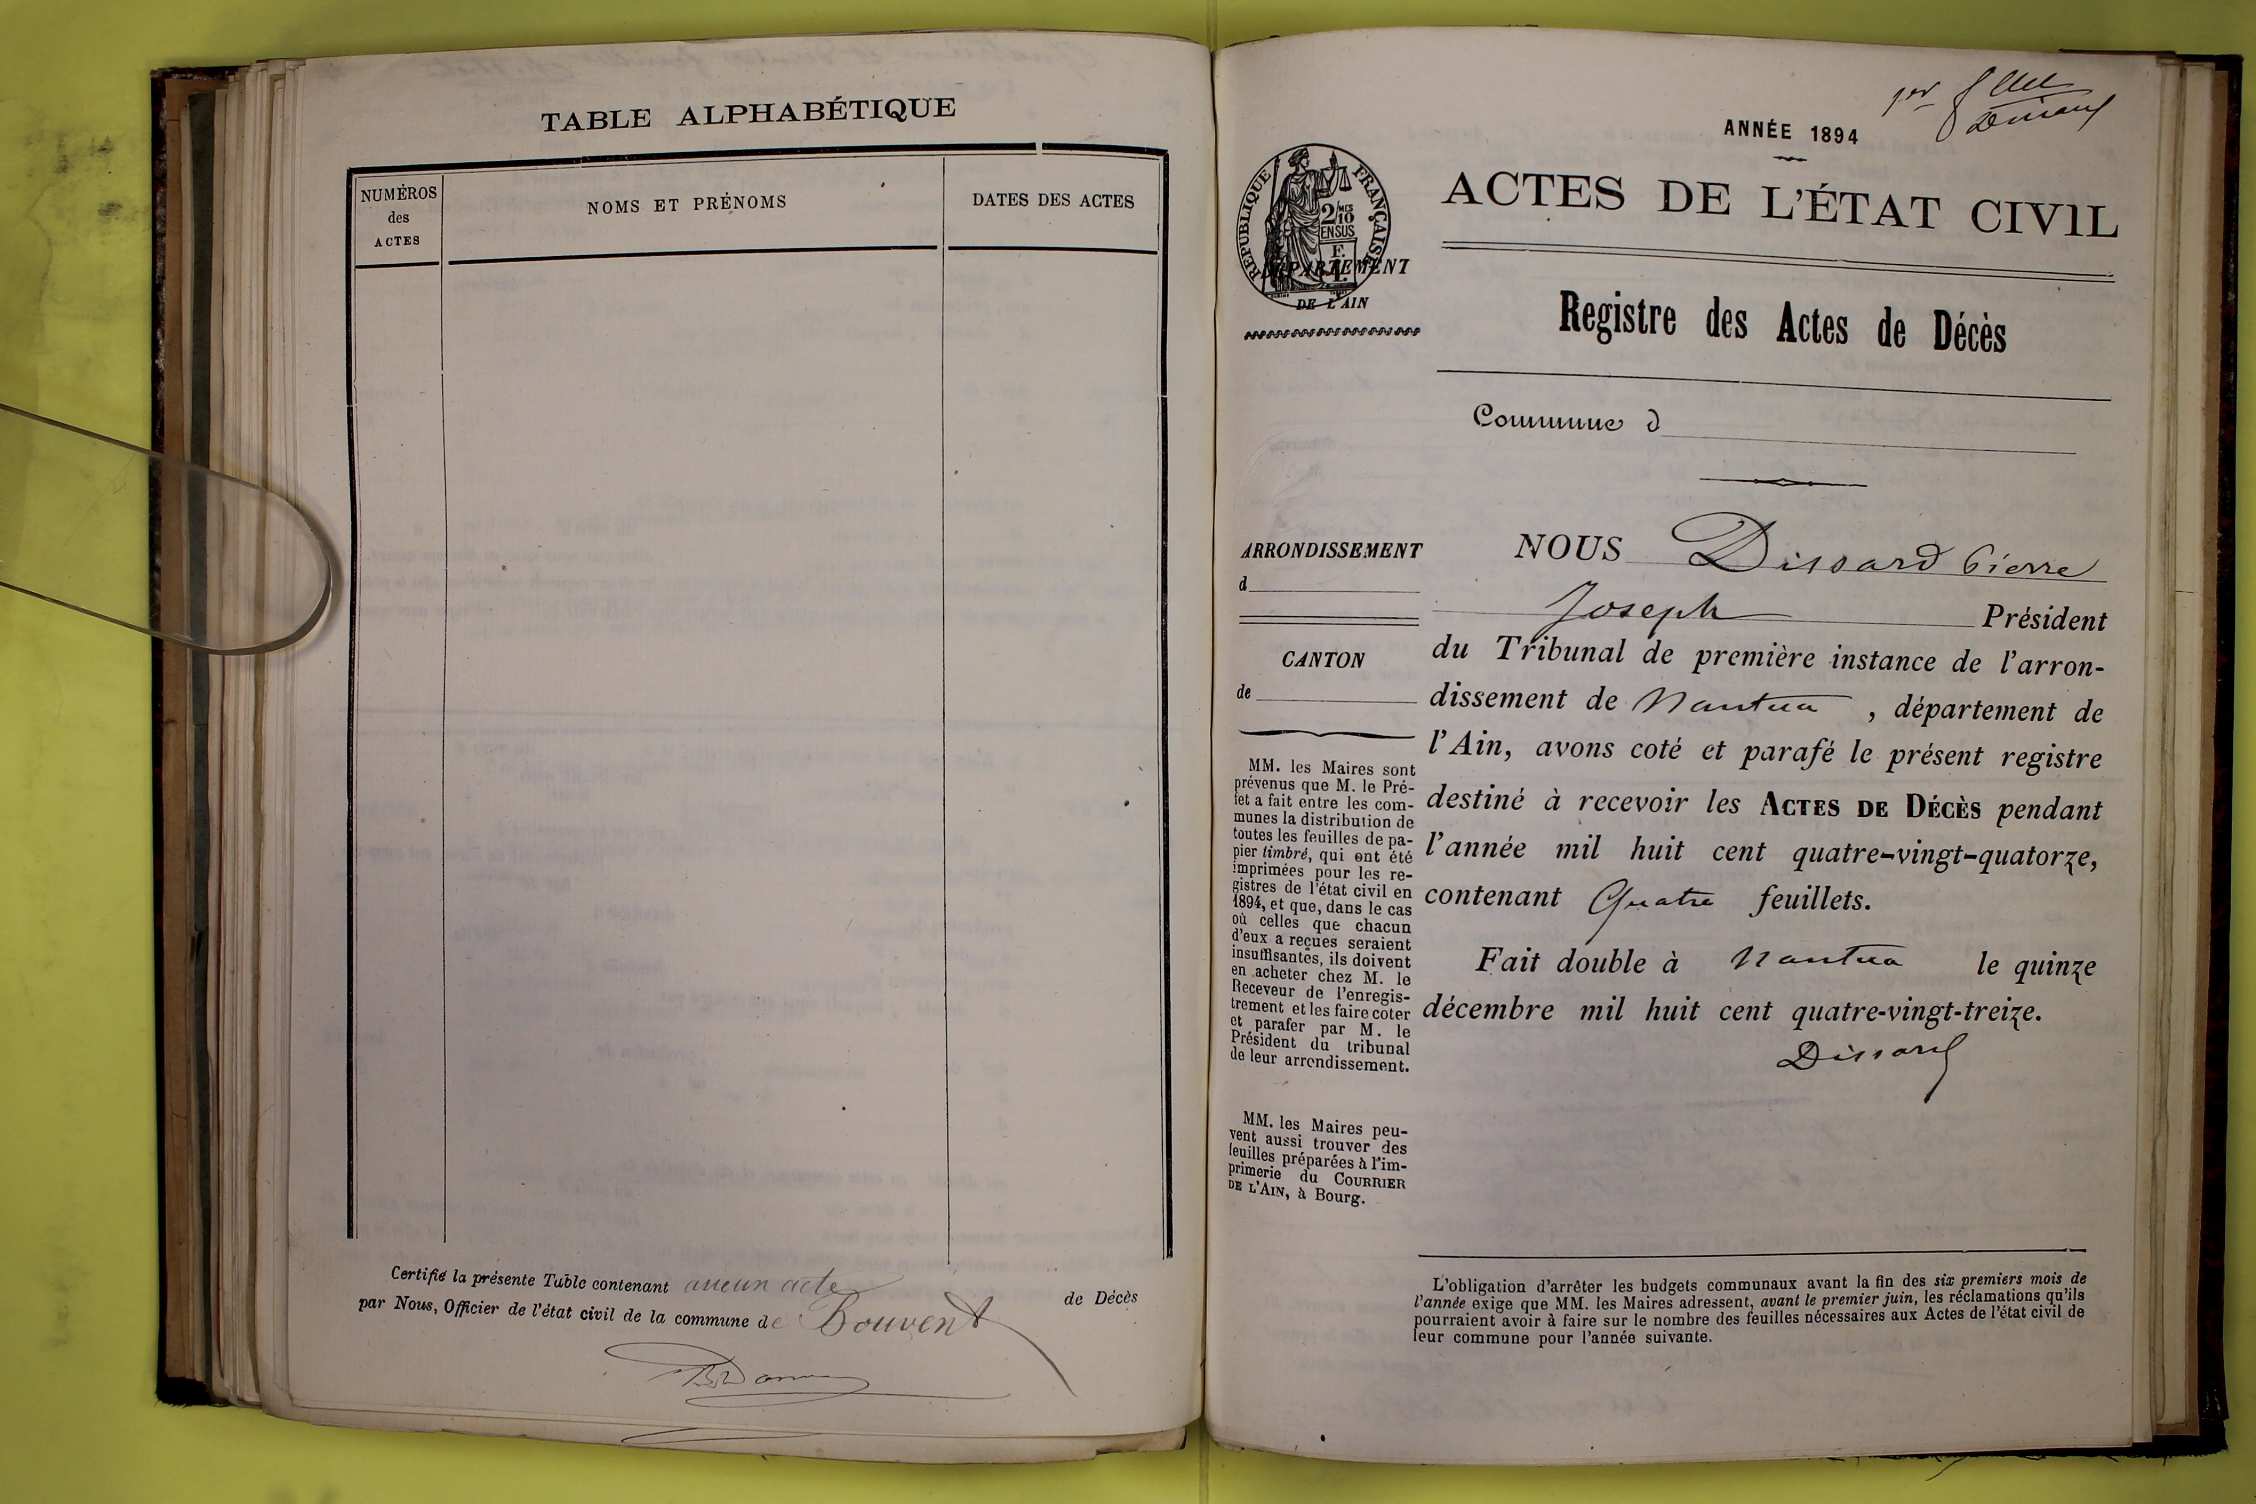 TABLE ALPHABÉTIQUE
NUMÉROS
des
ACTES
NOMS ET PRÉNOMS
DATES DES ACTES
Certifié la présente Table contenant aucun acte de Décès
par Nous, Officier de l'état civil de la commune de Bouvent
1er
ANNÉE 1894
ACTES DE L'ÉTAT CIVIL
RÉPUBLIQUE FRANÇAISE
2/10 MES
EN SUS
DÉPARTEMENT
DE L'AIN
Registre des Actes de Décès
Commune d
ARRONDISSEMENT
d
CANTON
de
MM. les Maires sont
prévenus que M. le Pré-
fet a fait entre les com-
munes la distribution de
toutes les feuilles de pa-
pier timbré, qui ont été
imprimées pour les re-
gistres de l'état civil en
1894, et que, dans le cas
où celles que chacun
d'eux a reçues seraient
insuffisantes, ils doivent
en acheter chez M. le
Receveur de l'enregis-
trement et les faire coter
et parafer par M. le
Président du tribunal
de leur arrondissement.
MM. les Maires peu-
vent aussi trouver des
feuilles préparées à l'im-
primerie du COURRIER
DE L'AIN, à Bourg.
NOUS Dissard Pierre
Joseph Président
du Tribunal de première instance de l'arron-
dissement de Nantua, département de
l'Ain, avons coté et parafé le présent registre
destiné à recevoir les ACTES DE DÉCÈS pendant
l'année mil huit cent quatre-vingt-quatorze,
contenant Quatre feuillets.
Fait double à Nantua le quinze
décembre mil huit cent quatre-vingt-treize.
Dissard
L'obligation d'arrêter les budgets communaux avant la fin des six premiers mois de
l'année exige que MM. les Maires adressent, avant le premier juin, les réclamations qu'ils
pourraient avoir à faire sur le nombre des feuilles nécessaires aux Actes de l'état civil de
leur commune pour l'année suivante.